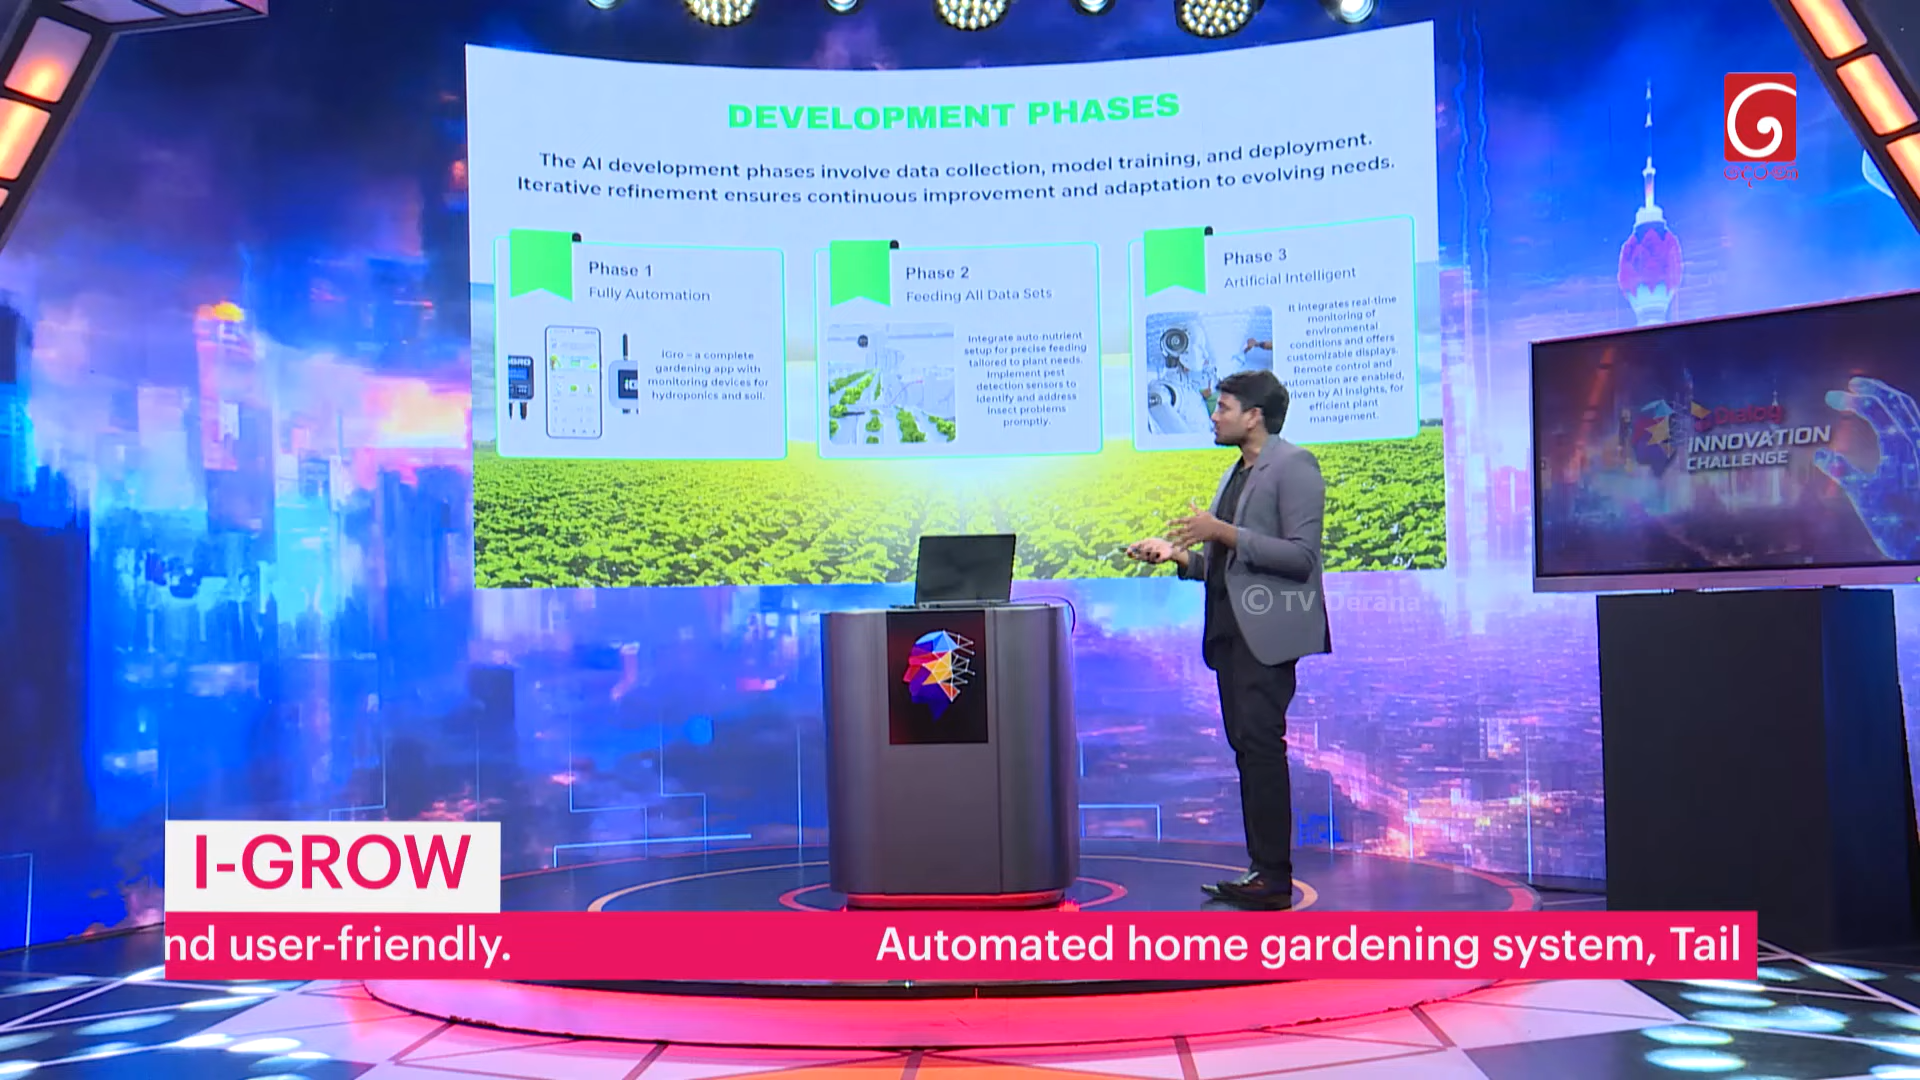 DEVELOPMENT PHASES
The AI development phases involve data collection, model training, and deployment.
Iterative refinement ensures continuous improvement and adaptation to evolving needs.
Phase 1
Fully Automation
iGro – a complete
gardening app with
monitoring devices for
hydroponics and soil.
Phase 2
Feeding All Data Sets
Integrate auto-nutrient
setup for precise feeding
tailored to plant needs.
Implement pest
detection sensors to
identify and address
insect problems
promptly.
Phase 3
Artificial Intelligent
It integrates real-time
monitoring of
environmental
conditions and offers
customizable displays.
Remote control and
automation are enabled,
driven by AI insights, for
efficient plant
management.
දෙරණ
Dialog
INNOVATION
CHALLENGE
© TV Derana
I-GROW
nd user-friendly.
Automated home gardening system, Tail